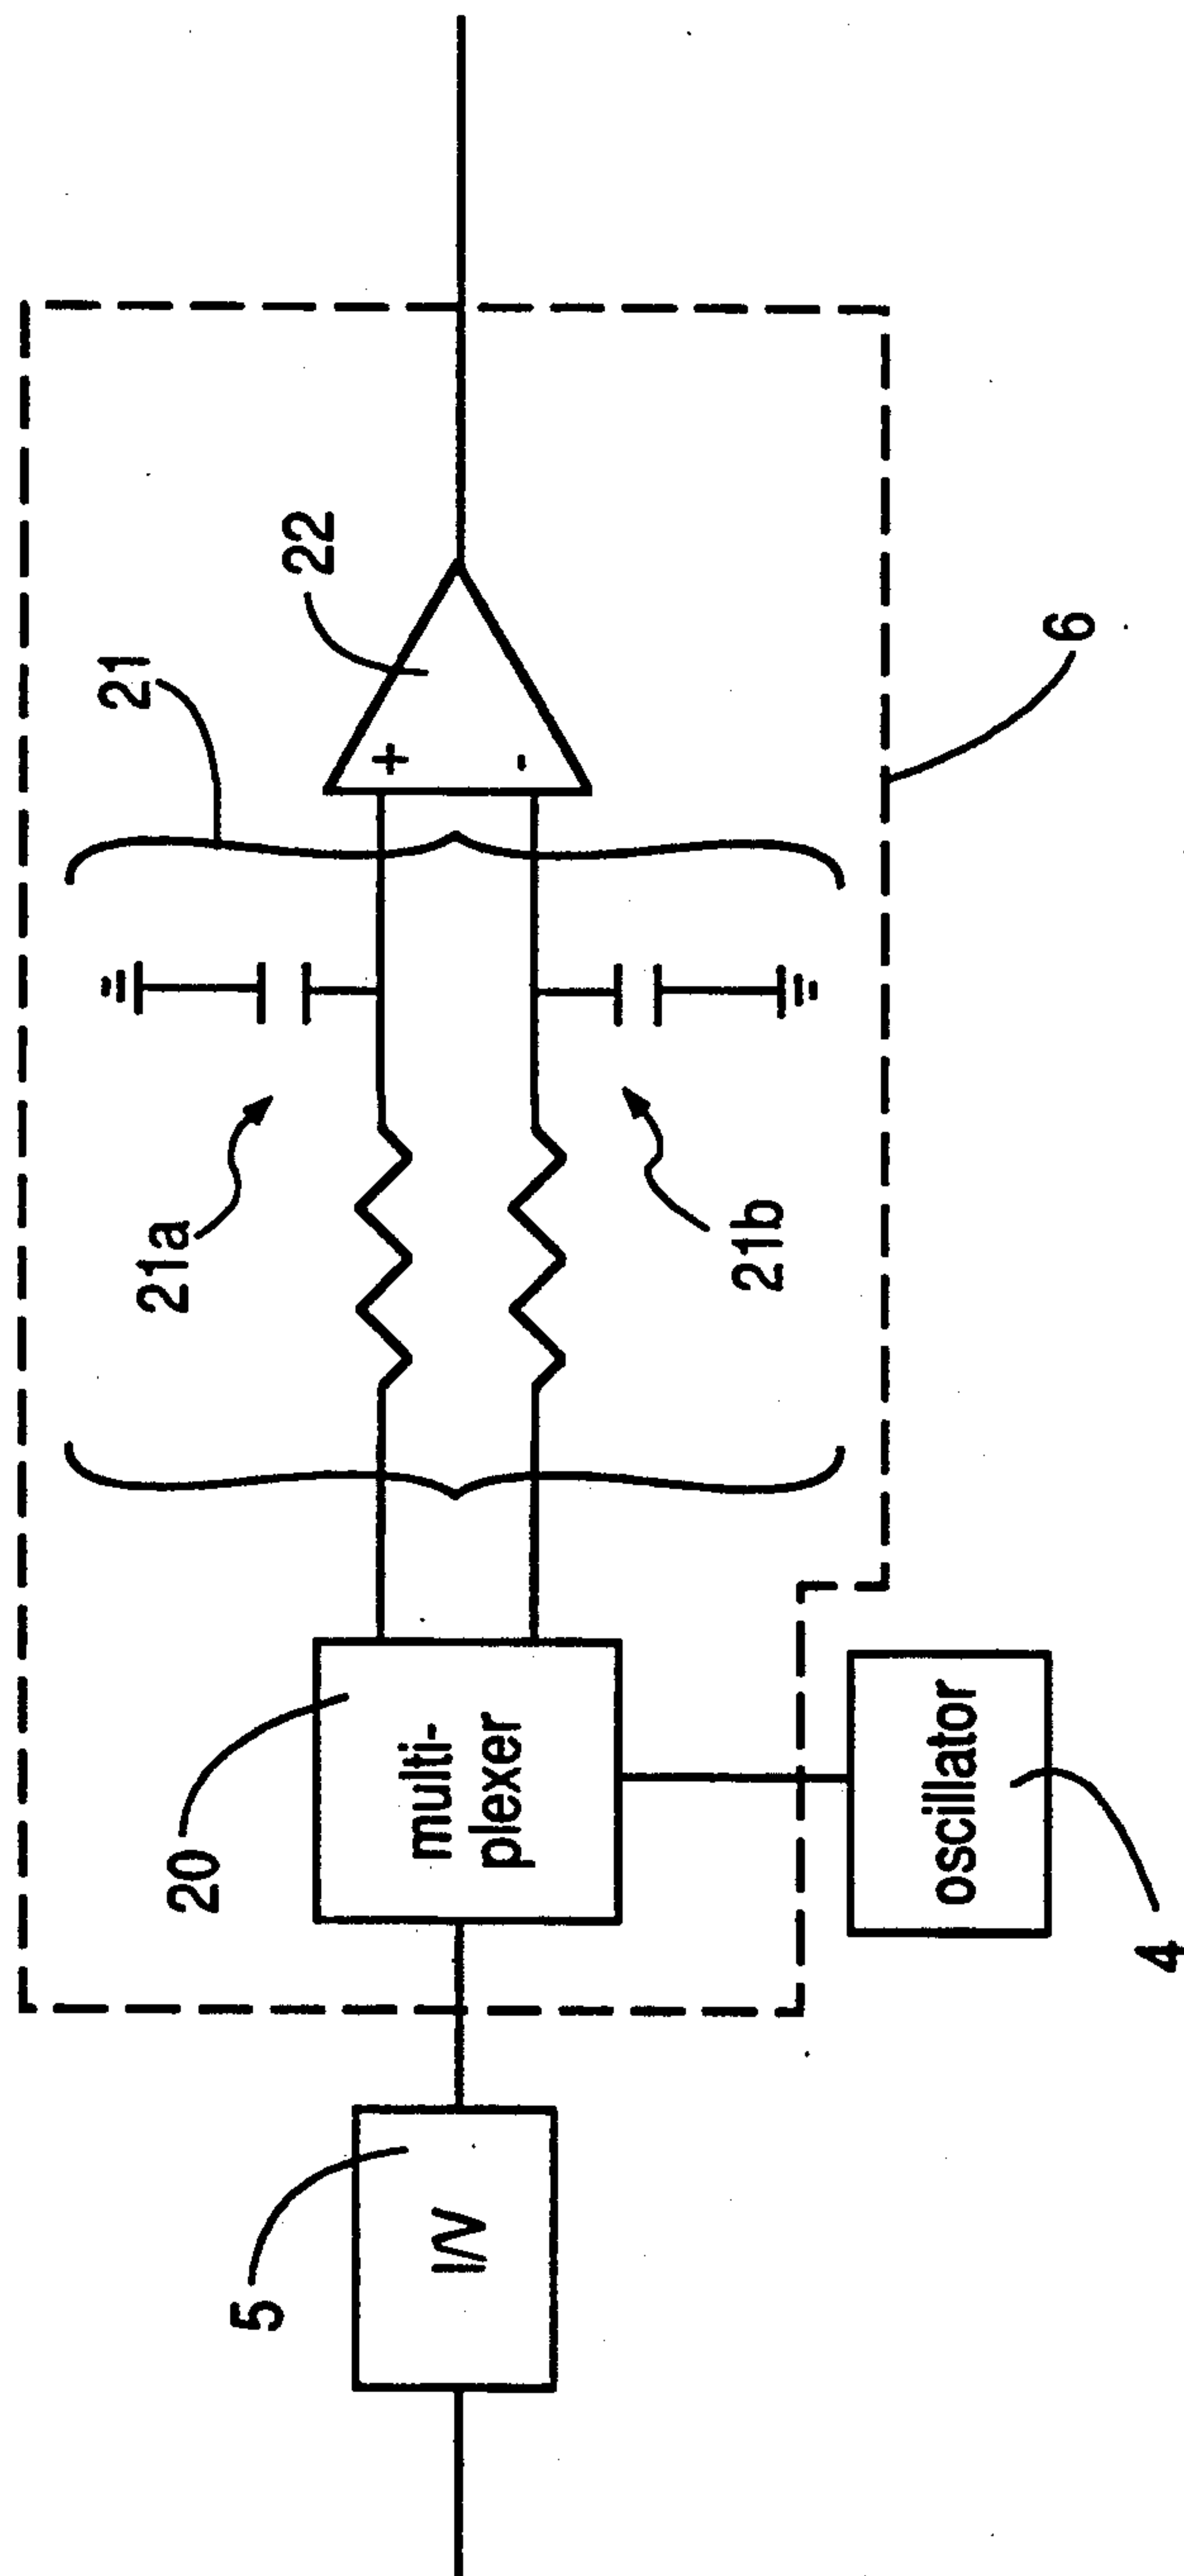 5
I/V
20
multi-
plexer
4
oscillator
21a
21b
21
22
+
-
6